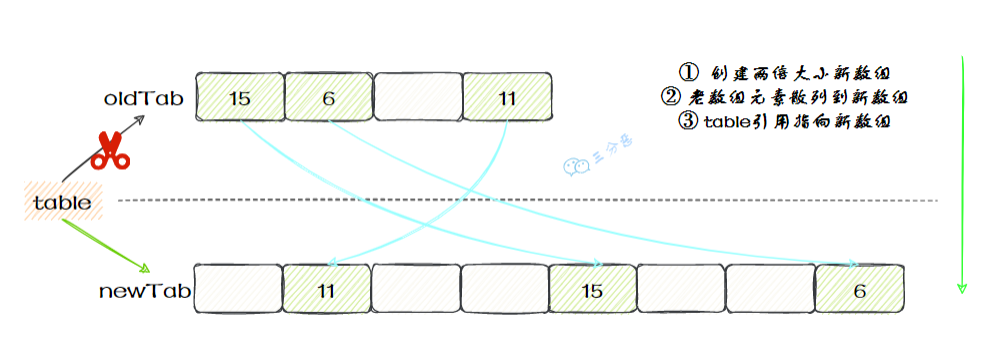 ① 创建两倍大小新数组
② 老数组元素散列到新数组
③ table引用指向新数组
oldTab
15
6
11
三分恶
table
newTab
11
15
6